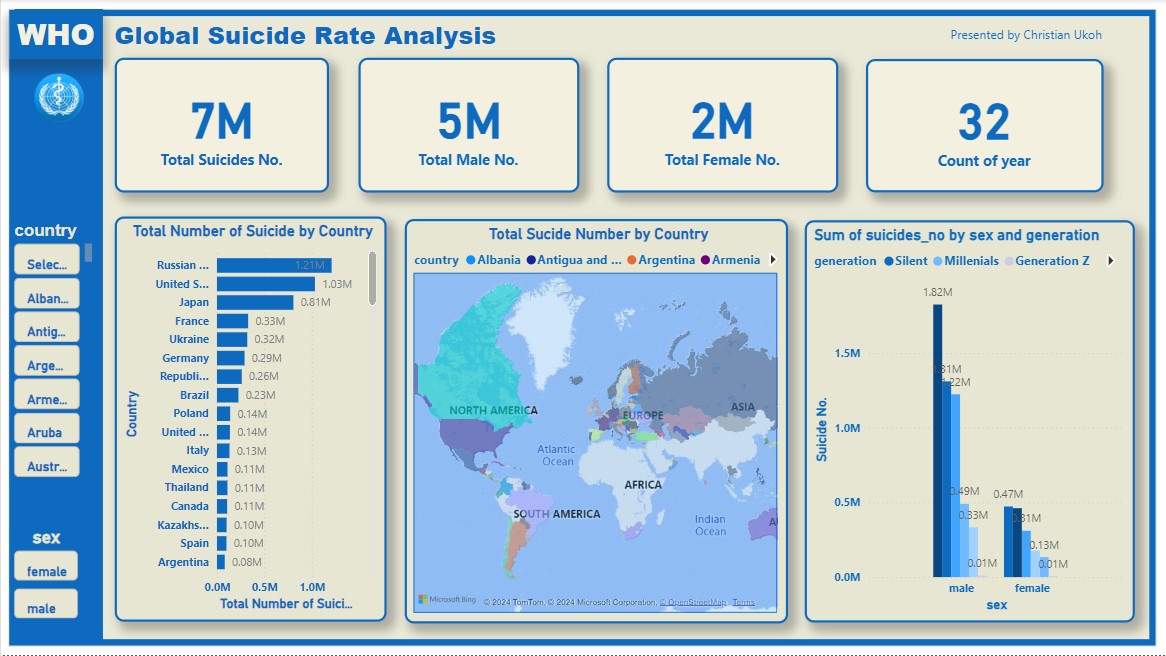 WHO
Global Suicide Rate Analysis
Presented by Christian Ukoh
7M
Total Suicides No.
5M
Total Male No.
2M
Total Female No.
32
Count of year
country
Selec...
Alban...
Antig...
Arge...
Arme...
Aruba
Austr...
sex
female
male
Total Number of Suicide by Country
Country
Russian ... 1.21M
United S... 1.03M
Japan 0.81M
France 0.33M
Ukraine 0.32M
Germany 0.29M
Republi... 0.26M
Brazil 0.23M
Poland 0.14M
United ... 0.14M
Italy 0.13M
Mexico 0.11M
Thailand 0.11M
Canada 0.11M
Kazakhs... 0.10M
Spain 0.10M
Argentina 0.08M
0.0M 0.5M 1.0M
Total Number of Suici...
Total Sucide Number by Country
country Albania Antigua and ... Argentina Armenia
NORTH AMERICA
EUROPE
ASIA
Atlantic
Ocean
AFRICA
SOUTH AMERICA
Indian
Ocean
A
Microsoft Bing © 2024 TomTom, © 2024 Microsoft Corporation, © OpenStreetMap Terms
Sum of suicides_no by sex and generation
generation Silent Millenials Generation Z
Suicide No.
1.5M
1.0M
0.5M
0.0M
1.82M
1.22M
0.49M
0.33M
0.01M
0.47M
0.31M
0.13M
0.01M
male female
sex